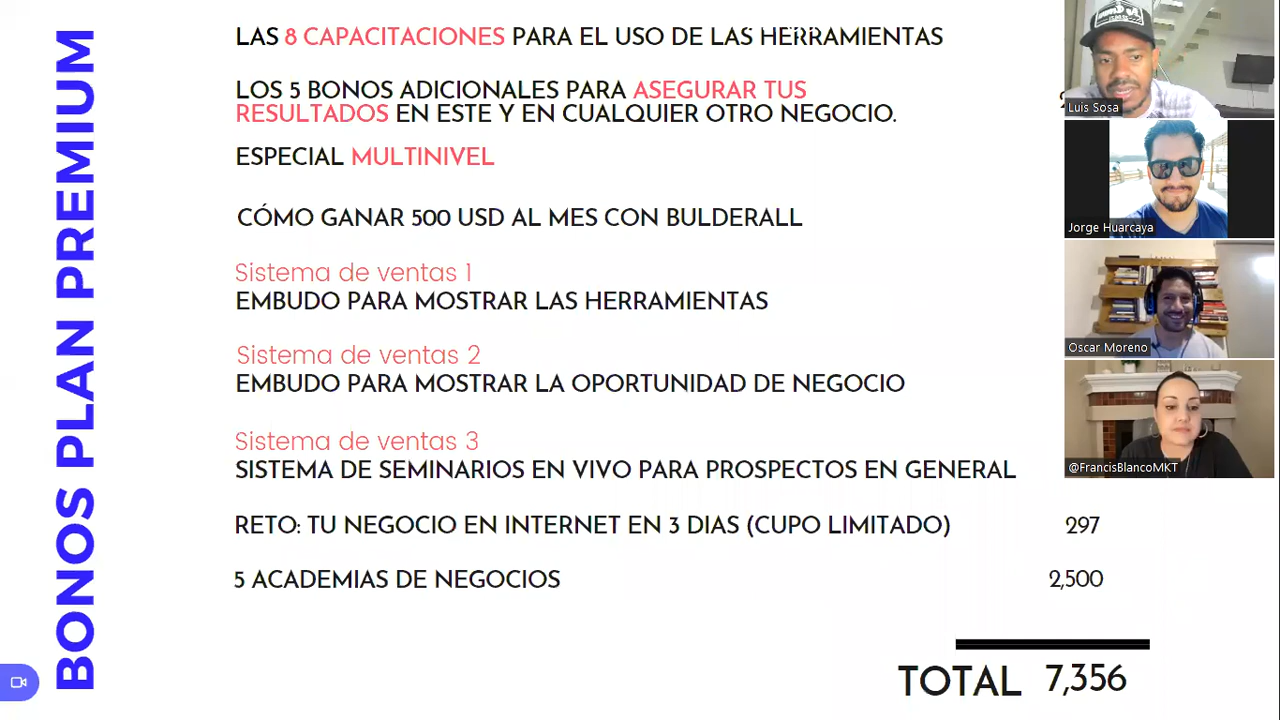 BONOS PLAN PREMIUM
LAS 8 CAPACITACIONES PARA EL USO DE LAS HERRAMIENTAS
LOS 5 BONOS ADICIONALES PARA ASEGURAR TUS
RESULTADOS EN ESTE Y EN CUALQUIER OTRO NEGOCIO.
ESPECIAL MULTINIVEL
CÓMO GANAR 500 USD AL MES CON BULDERALL
Sistema de ventas 1
EMBUDO PARA MOSTRAR LAS HERRAMIENTAS
Sistema de ventas 2
EMBUDO PARA MOSTRAR LA OPORTUNIDAD DE NEGOCIO
Sistema de ventas 3
SISTEMA DE SEMINARIOS EN VIVO PARA PROSPECTOS EN GENERAL
RETO: TU NEGOCIO EN INTERNET EN 3 DIAS (CUPO LIMITADO) 297
5 ACADEMIAS DE NEGOCIOS 2,500
TOTAL 7,356
Luis Sosa
Jorge Huarcaya
Oscar Moreno
@FrancisBlancoMKT